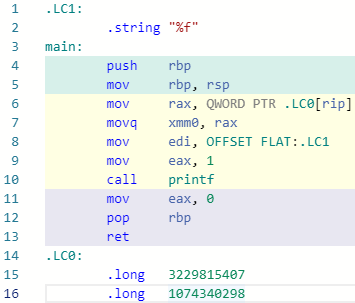 1 .LC1:
2 .string "%f"
3 main:
4 push rbp
5 mov rbp, rsp
6 mov rax, QWORD PTR .LC0[rip]
7 movq xmm0, rax
8 mov edi, OFFSET FLAT:.LC1
9 mov eax, 1
10 call printf
11 mov eax, 0
12 pop rbp
13 ret
14 .LC0:
15 .long 3229815407
16 .long 1074340298